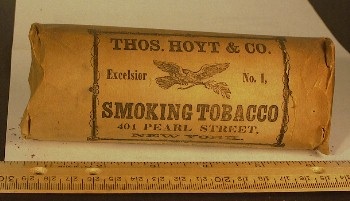 THOS. HOYT & CO.
Excelsior No. 1,
SMOKING TOBACCO
401 PEARL STREET,
NEW YORK.